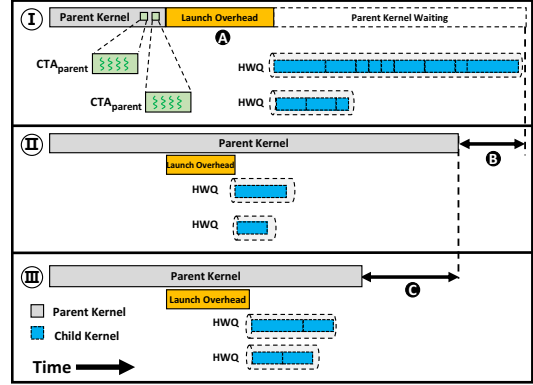 I
Parent Kernel
Launch Overhead
Parent Kernel Waiting
A
CTAparent
HWQ
CTAparent
HWQ
II
Parent Kernel
Launch Overhead
B
HWQ
HWQ
III
Parent Kernel
Launch Overhead
C
Parent Kernel
HWQ
Child Kernel
HWQ
Time